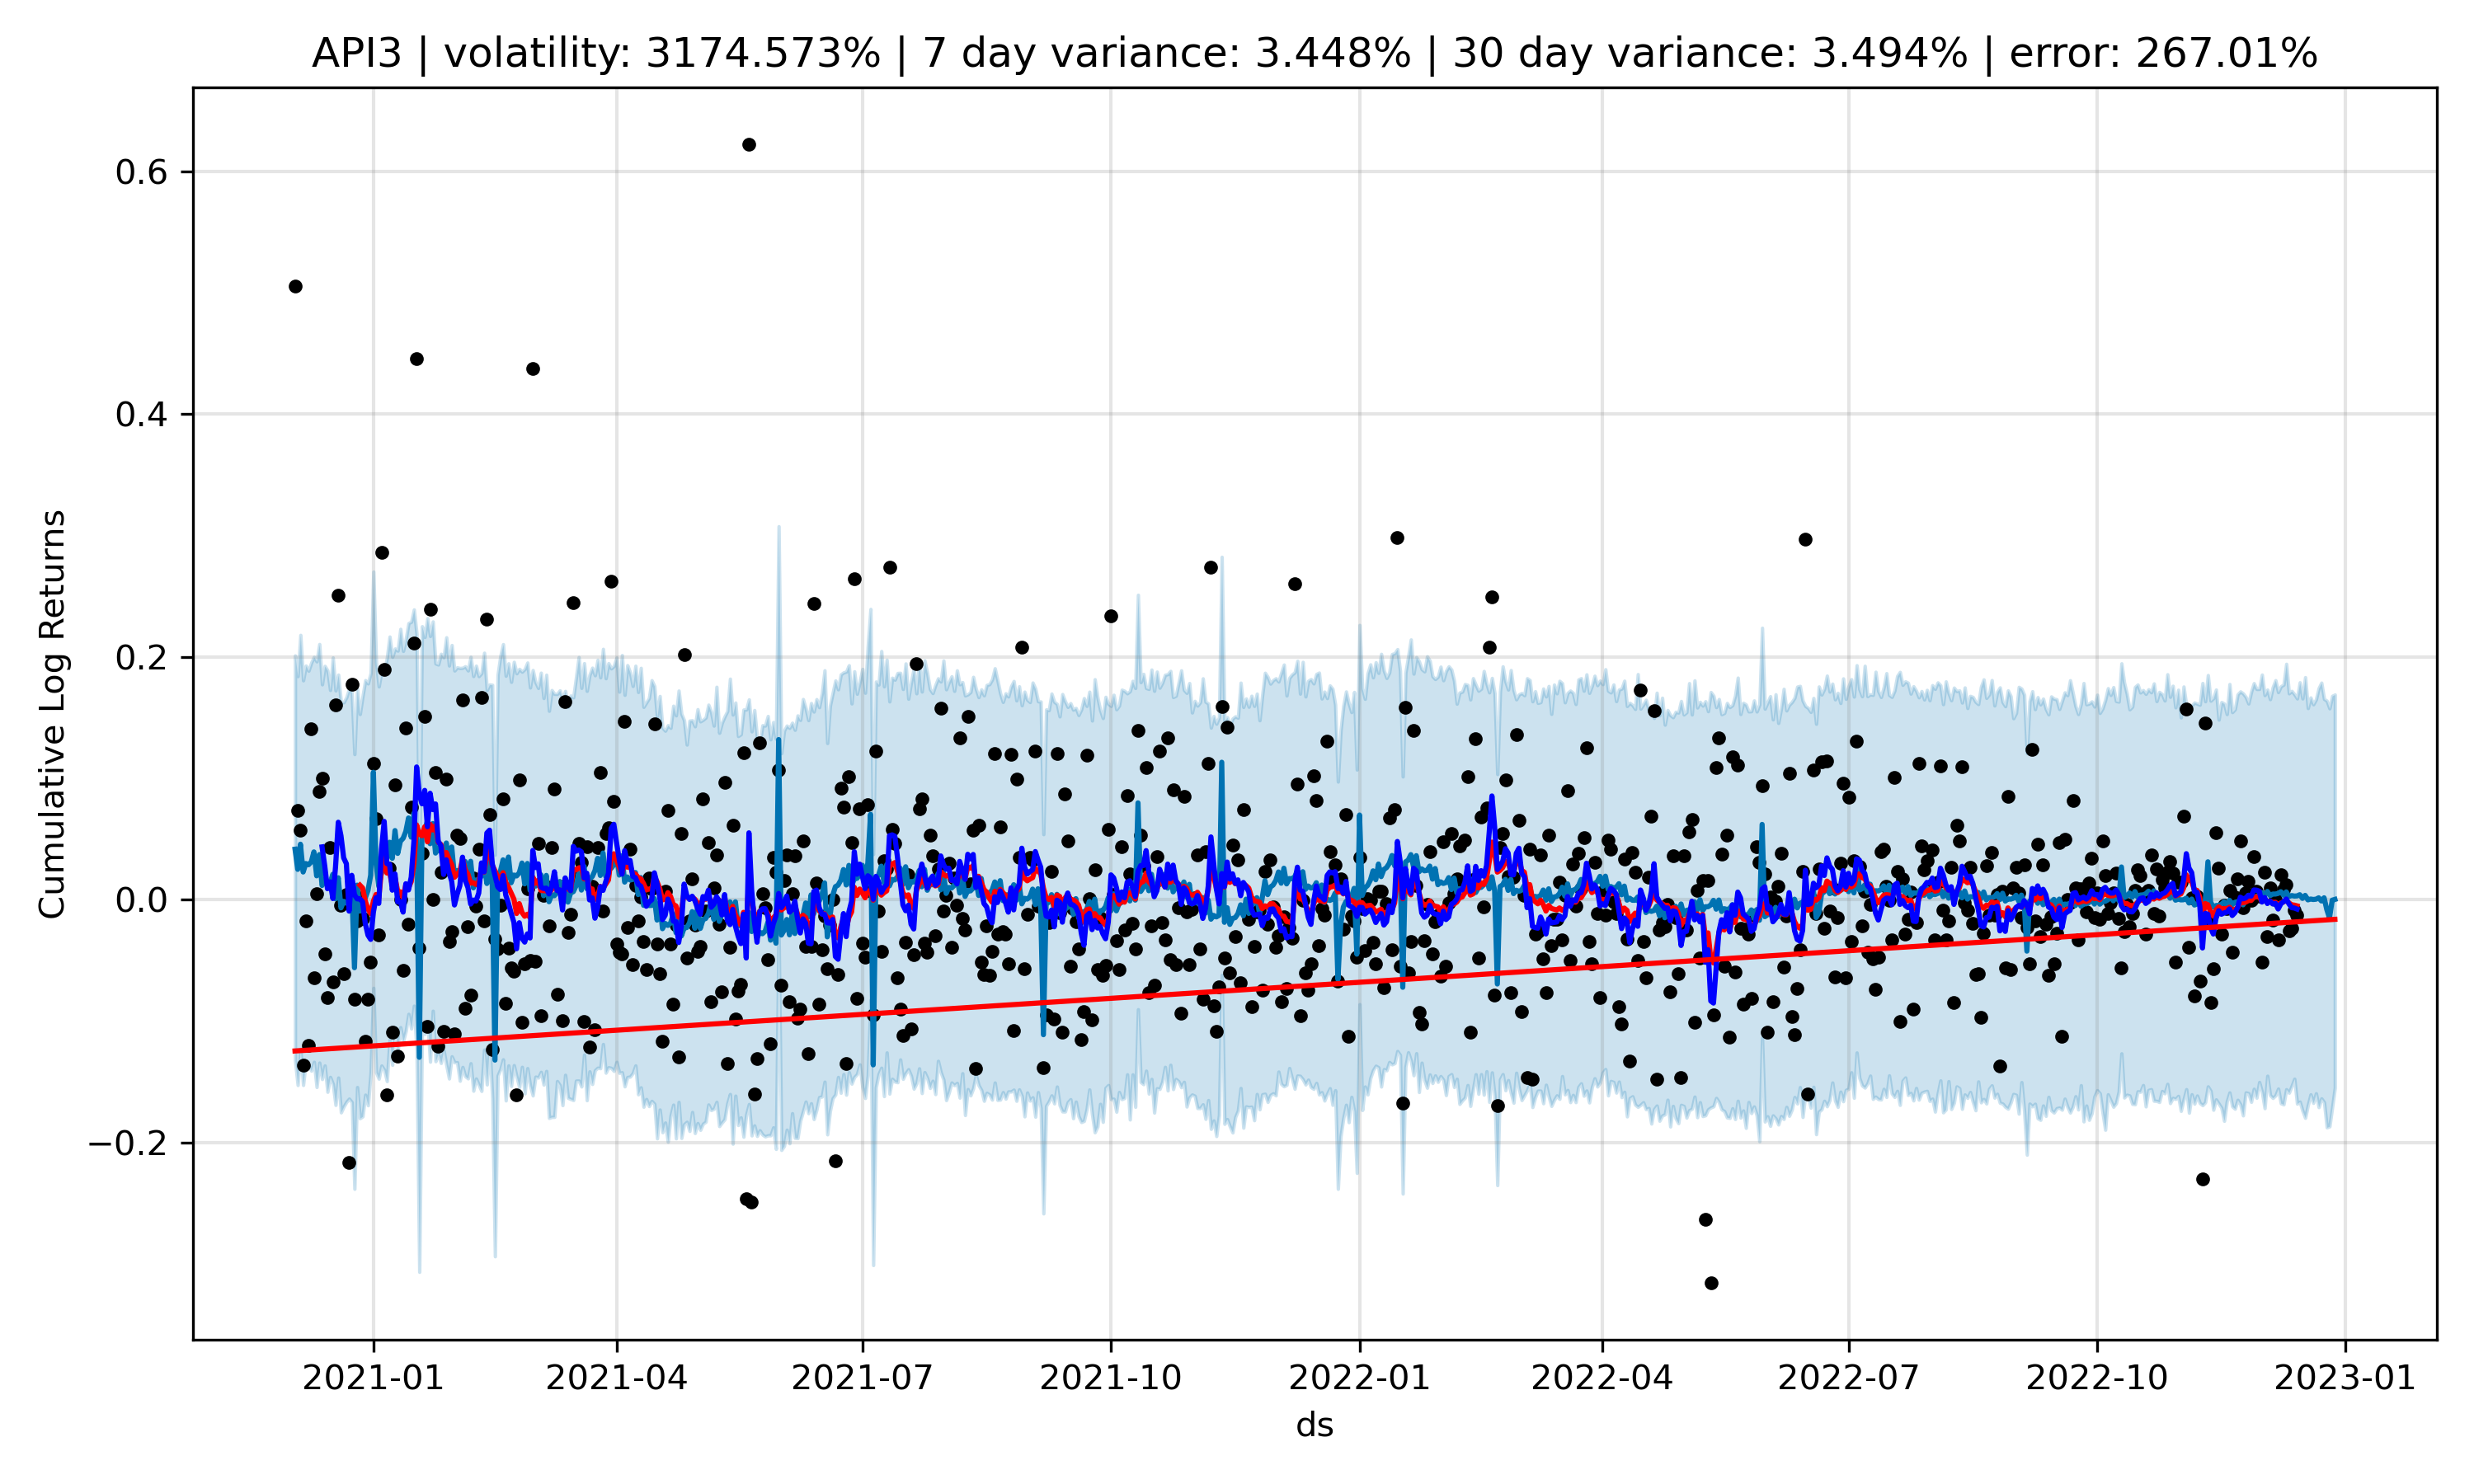 API3 | volatility: 3174.573% | 7 day variance: 3.448% | 30 day variance: 3.494% | error: 267.01%
0.6
0.4
0.2
0.0
−0.2
Cumulative Log Returns
2021-01 2021-04 2021-07 2021-10 2022-01 2022-04 2022-07 2022-10 2023-01
ds